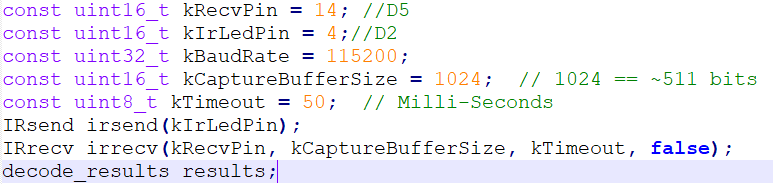 const uint16_t kRecvPin = 14; //D5
const uint16_t kIrLedPin = 4;//D2
const uint32_t kBaudRate = 115200;
const uint16_t kCaptureBufferSize = 1024;  // 1024 == ~511 bits
const uint8_t kTimeout = 50;  // Milli-Seconds
IRsend irsend(kIrLedPin);
IRrecv irrecv(kRecvPin, kCaptureBufferSize, kTimeout, false);
decode_results results;